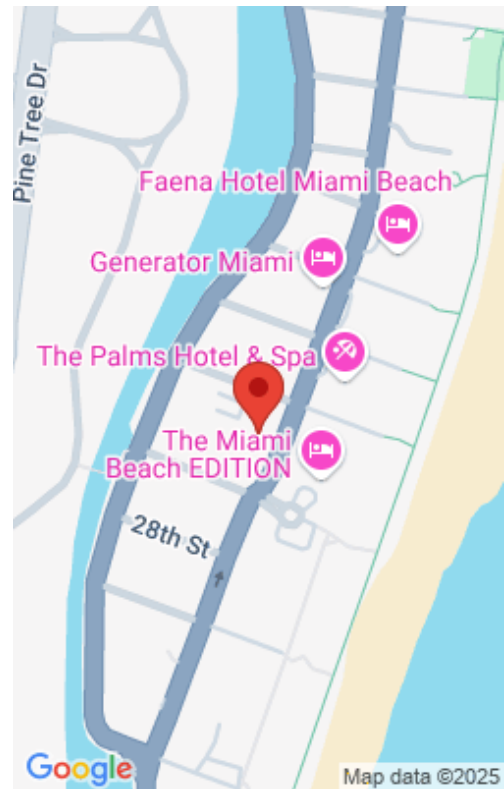 Pine Tree Dr
Faena Hotel Miami Beach
Generator Miami
The Palms Hotel & Spa
The Miami
Beach EDITION
28th St
Google
Map data ©2025